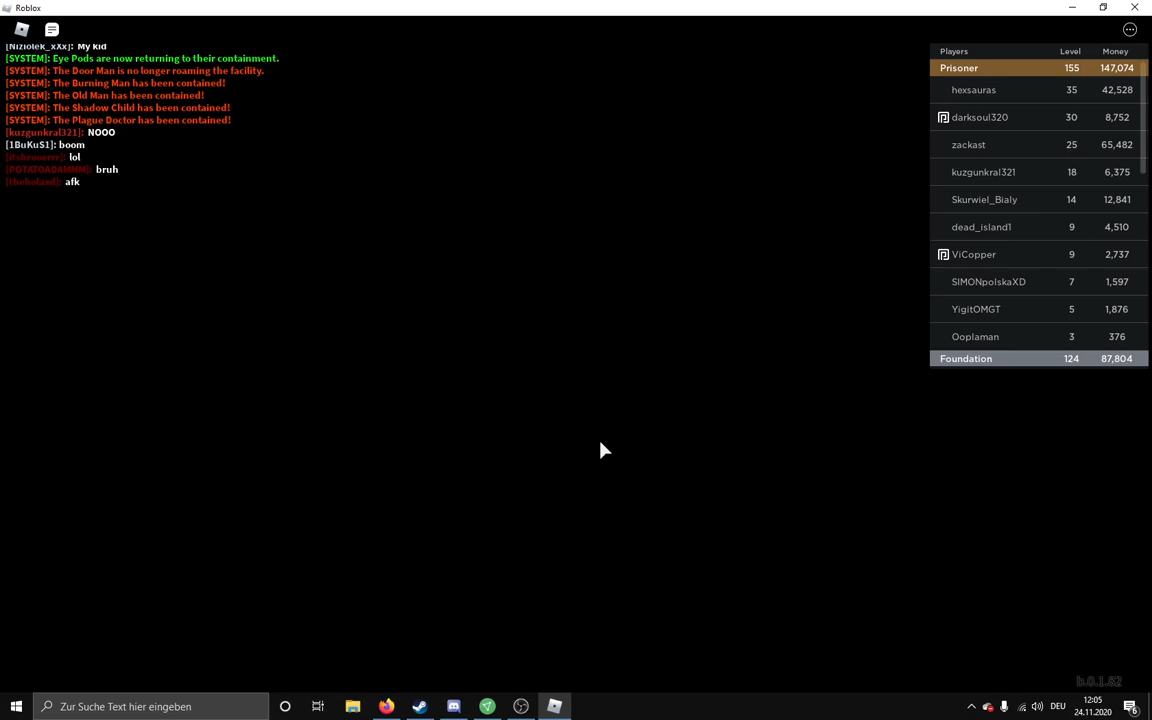 Roblox
[Niziolek_xXx]: My kid
[SYSTEM]: Eye Pods are now returning to their containment.
[SYSTEM]: The Door Man is no longer roaming the facility.
[SYSTEM]: The Burning Man has been contained!
[SYSTEM]: The Old Man has been contained!
[SYSTEM]: The Shadow Child has been contained!
[SYSTEM]: The Plague Doctor has been contained!
[kuzgunkral321]: NOOO
[1BuKuS1]: boom
lol
bruh
afk
Players Level Money
Prisoner 155 147,074
hexsauras 35 42,528
darksoul320 30 8,752
zackast 25 65,482
kuzgunkral321 18 6,375
Skurwiel_Bialy 14 12,841
dead_island1 9 4,510
ViCopper 9 2,737
SIMONpolskaXD 7 1,597
YigitOMGT 5 1,876
Ooplaman 3 376
Foundation 124 87,804
b.0.1.82
Zur Suche Text hier eingeben
DEU
12:05
24.11.2020
6